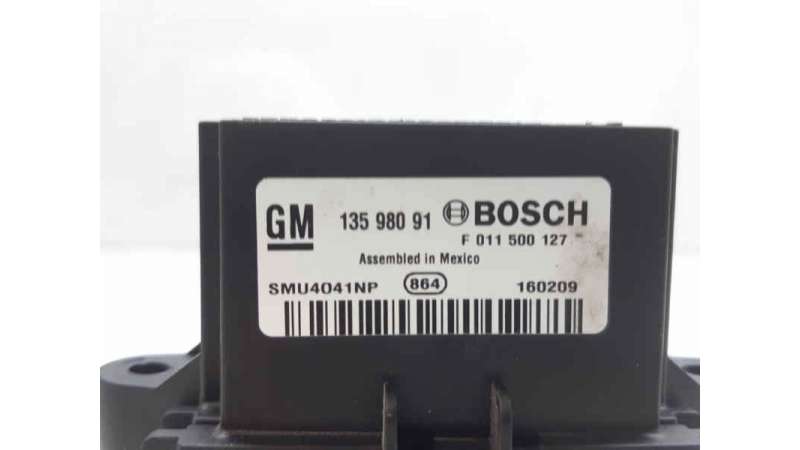 GM 135 980 91 BOSCH
F 011 500 127
Assembled in Mexico
SMU4041NP 864 160209